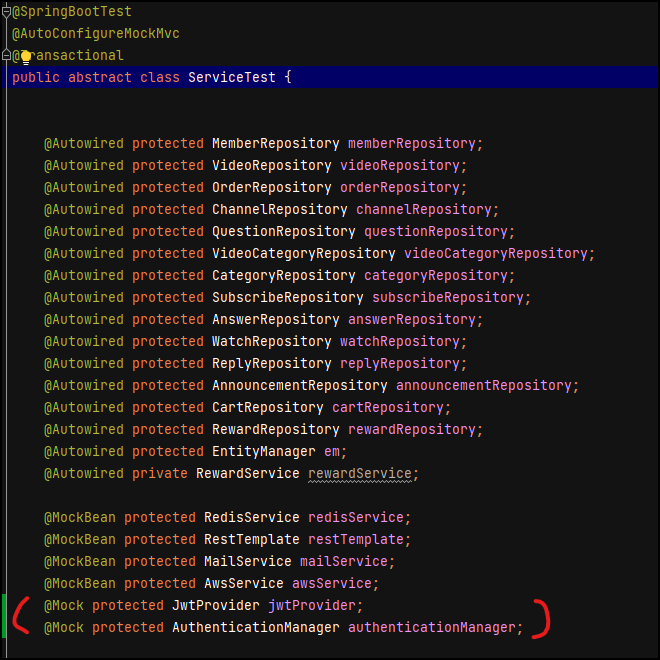 @SpringBootTest
@AutoConfigureMockMvc
@Transactional
public abstract class ServiceTest {
@Autowired protected MemberRepository memberRepository;
@Autowired protected VideoRepository videoRepository;
@Autowired protected OrderRepository orderRepository;
@Autowired protected ChannelRepository channelRepository;
@Autowired protected QuestionRepository questionRepository;
@Autowired protected VideoCategoryRepository videoCategoryRepository;
@Autowired protected CategoryRepository categoryRepository;
@Autowired protected SubscribeRepository subscribeRepository;
@Autowired protected AnswerRepository answerRepository;
@Autowired protected WatchRepository watchRepository;
@Autowired protected ReplyRepository replyRepository;
@Autowired protected AnnouncementRepository announcementRepository;
@Autowired protected CartRepository cartRepository;
@Autowired protected RewardRepository rewardRepository;
@Autowired protected EntityManager em;
@Autowired private RewardService rewardService;
@MockBean protected RedisService redisService;
@MockBean protected RestTemplate restTemplate;
@MockBean protected MailService mailService;
@MockBean protected AwsService awsService;
@Mock protected JwtProvider jwtProvider;
@Mock protected AuthenticationManager authenticationManager;